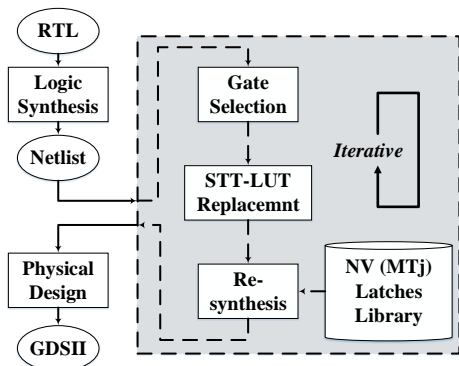 RTL
Logic
Synthesis
Netlist
Physical
Design
GDSII
Gate
Selection
STT-LUT
Replacemnt
Re-
synthesis
Iterative
NV (MTj)
Latches
Library